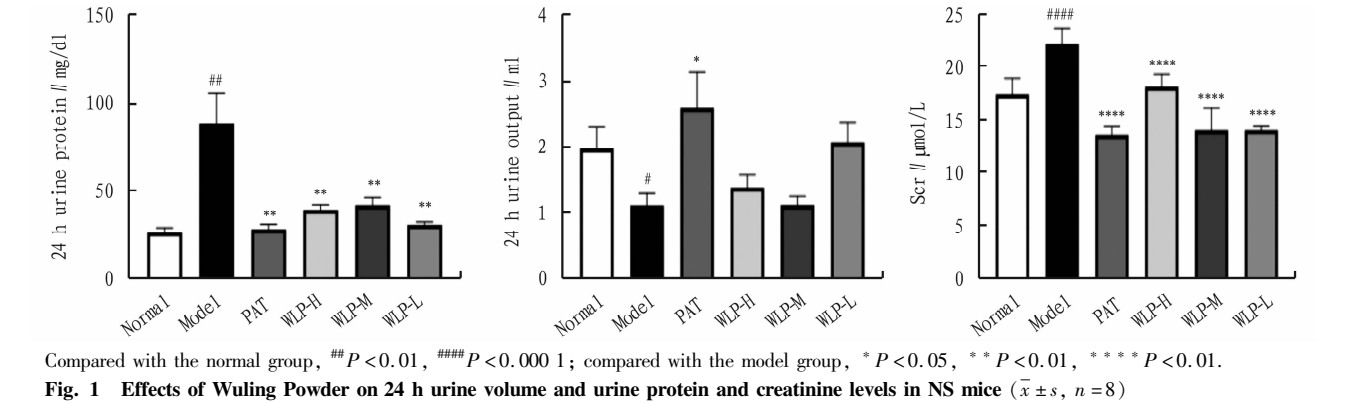 24 h urine protein // mg/dl
150
100
50
0
##
**
**
**
**
Normal
Model
PAT
WLP-H
WLP-M
WLP-L
24 h urine output // ml
4
3
2
1
0
#
*
Normal
Model
PAT
WLP-H
WLP-M
WLP-L
Scr // μmol/L
25
20
15
10
5
0
####
****
****
****
****
Normal
Model
PAT
WLP-H
WLP-M
WLP-L
Compared with the normal group, ##P<0.01, ####P<0.000 1; compared with the model group, *P<0.05, **P<0.01, ****P<0.01.
Fig. 1 Effects of Wuling Powder on 24 h urine volume and urine protein and creatinine levels in NS mice (x̄±s, n=8)